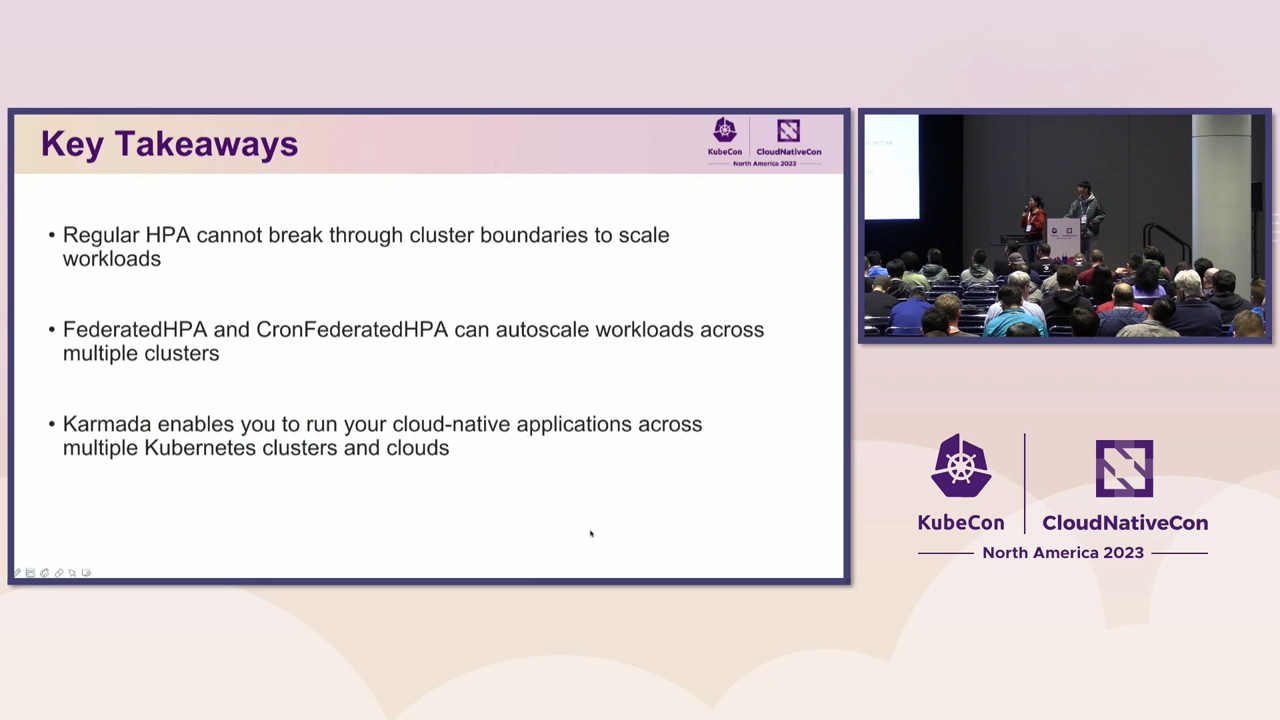 Key Takeaways
KubeCon
CloudNativeCon
North America 2023
• Regular HPA cannot break through cluster boundaries to scale
workloads
• FederatedHPA and CronFederatedHPA can autoscale workloads across
multiple clusters
• Karmada enables you to run your cloud-native applications across
multiple Kubernetes clusters and clouds
KubeCon
CloudNativeCon
North America 2023